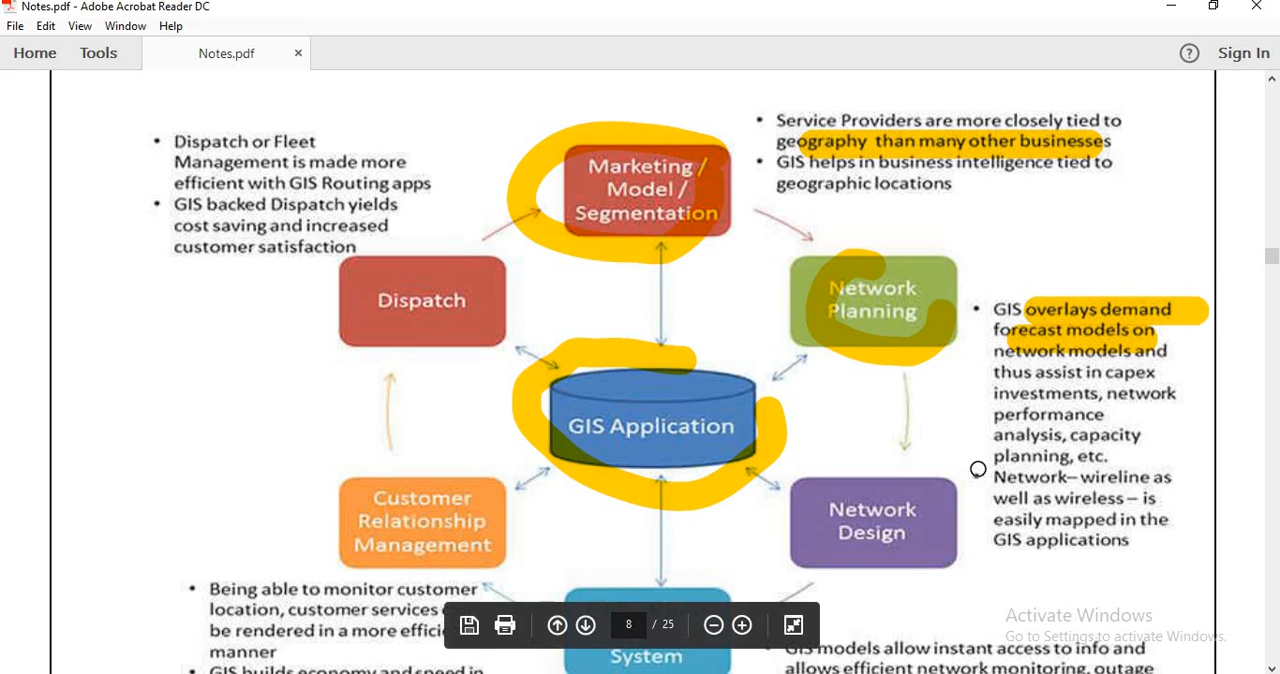 Notes.pdf - Adobe Acrobat Reader DC
File Edit View Window Help
Home Tools Notes.pdf × ? Sign In
• Dispatch or Fleet
Management is made more
efficient with GIS Routing apps
• GIS backed Dispatch yields
cost saving and increased
customer satisfaction
Marketing /
Model /
Segmentation
• Service Providers are more closely tied to
geography than many other businesses
• GIS helps in business intelligence tied to
geographic locations
Dispatch
Network
Planning
• GIS overlays demand
forecast models on
network models and
thus assist in capex
investments, network
performance
analysis, capacity
planning, etc.
Network– wireline as
well as wireless – is
easily mapped in the
GIS applications
GIS Application
Customer
Relationship
Management
Network
Design
• Being able to monitor customer
location, customer services
be rendered in a more
manner
• GIS builds economy and speed in
System
8 / 25
• GIS models allow instant access to info and
allows efficient network monitoring, outage
Activate Windows
Go to Settings to activate Windows.